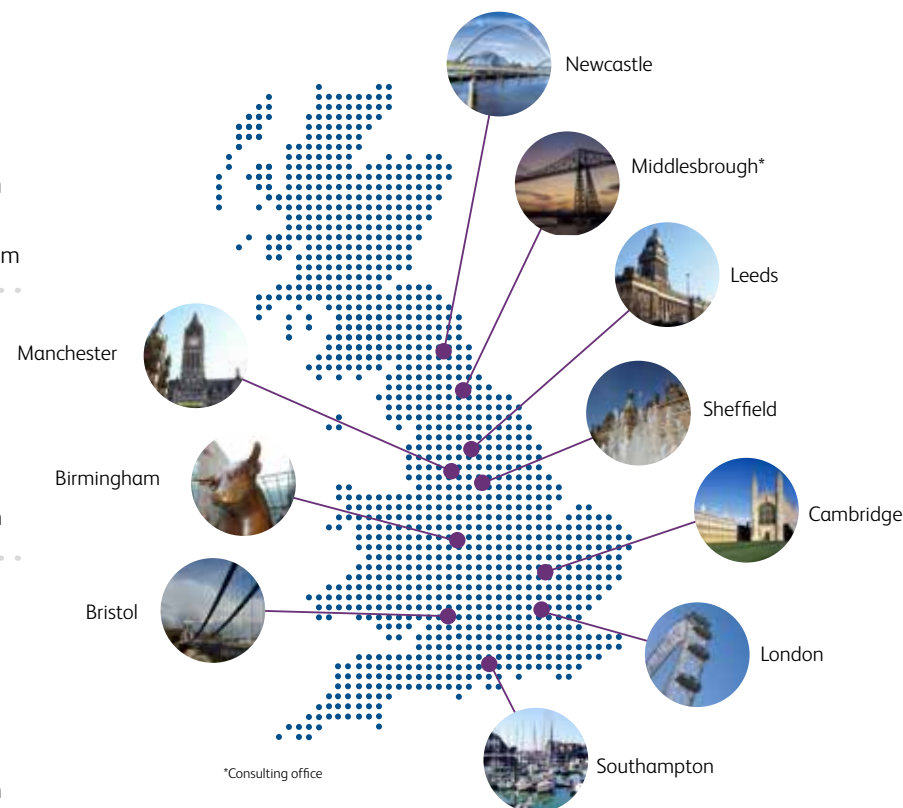 Newcastle
Middlesbrough*
m
Leeds
Manchester
Sheffield
Birmingham
Cambridge
Bristol
London
Southampton
*Consulting office